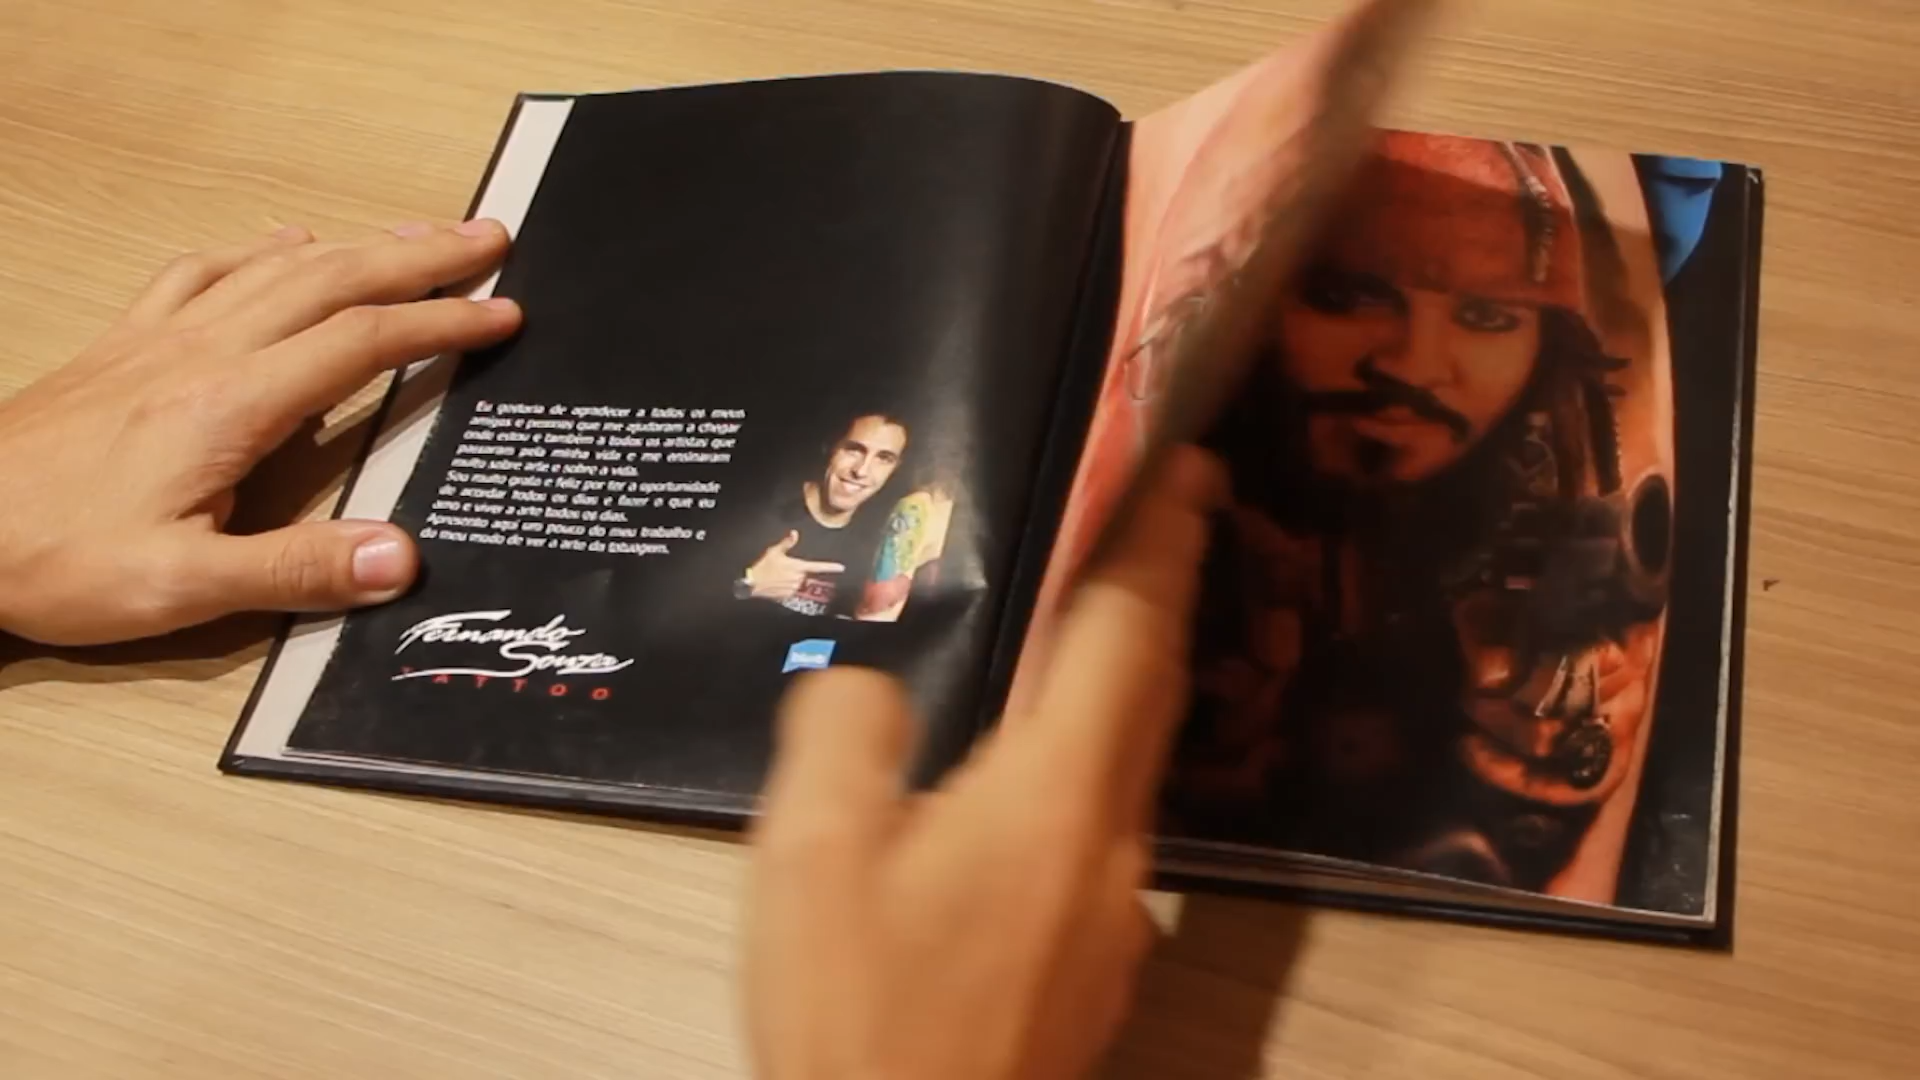 Eu gostaria de agradecer a todos os meus
amigos e pessoas que me ajudaram a chegar
onde estou e também a todos os artistas que
passaram pela minha vida e me ensinaram
muito sobre arte e sobre a vida.
Sou muito grato e feliz por ter a oportunidade
de acordar todos os dias e fazer o que eu
amo e viver a arte todos os dias.
Apresento aqui um pouco do meu trabalho e
do meu modo de ver a arte da tatuagem.
Fernando
Souza
TATTOO
blurb